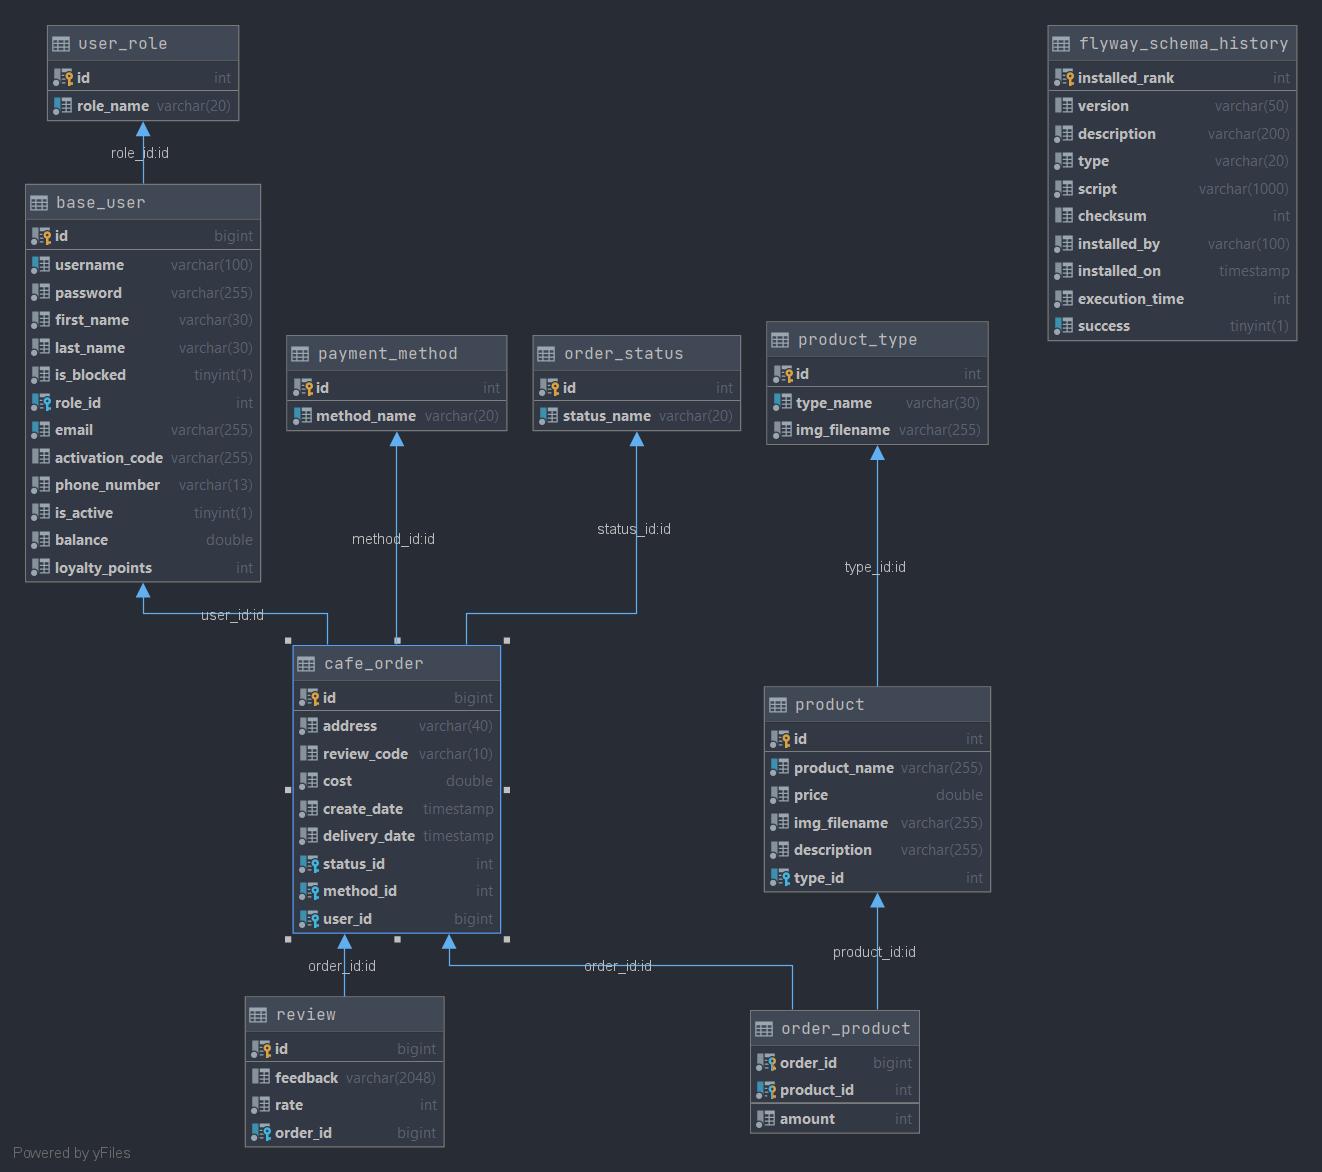 user_role
id int
role_name varchar(20)
role_id:id
base_user
id bigint
username varchar(100)
password varchar(255)
first_name varchar(30)
last_name varchar(30)
is_blocked tinyint(1)
role_id int
email varchar(255)
activation_code varchar(255)
phone_number varchar(13)
is_active tinyint(1)
balance double
loyalty_points int
flyway_schema_history
installed_rank int
version varchar(50)
description varchar(200)
type varchar(20)
script varchar(1000)
checksum int
installed_by varchar(100)
installed_on timestamp
execution_time int
success tinyint(1)
payment_method
id int
method_name varchar(20)
order_status
id int
status_name varchar(20)
product_type
id int
type_name varchar(30)
img_filename varchar(255)
method_id:id
status_id:id
type_id:id
user_id:id
cafe_order
id bigint
address varchar(40)
review_code varchar(10)
cost double
create_date timestamp
delivery_date timestamp
status_id int
method_id int
user_id bigint
product
id int
product_name varchar(255)
price double
img_filename varchar(255)
description varchar(255)
type_id int
order_id:id
order_id:id
product_id:id
review
id bigint
feedback varchar(2048)
rate int
order_id bigint
order_product
order_id bigint
product_id int
amount int
Powered by yFiles